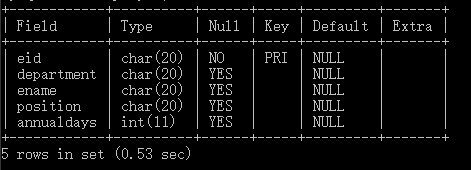 | Field | Type | Null | Key | Default | Extra |
| eid | char(20) | NO | PRI | NULL | |
| department | char(20) | YES | | NULL | |
| ename | char(20) | YES | | NULL | |
| position | char(20) | YES | | NULL | |
| annualdays | int(11) | YES | | NULL | |
5 rows in set (0.53 sec)